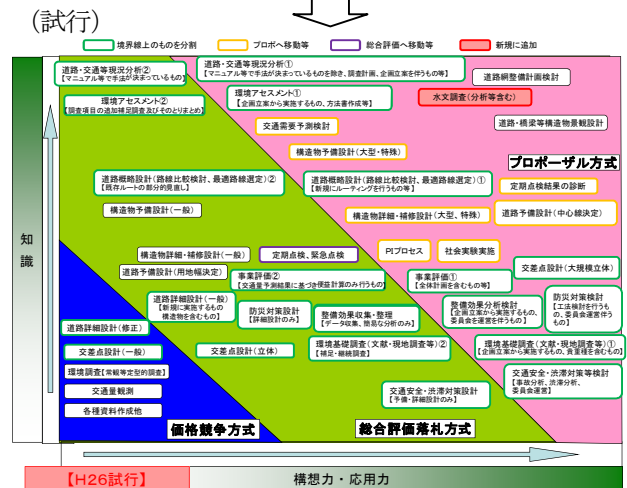 (試行)
境界線上のものを分割
プロポへ移動等
総合評価へ移動等
新規に追加
道路・交通等現況分析②
【マニュアル等で手法が決まっているもの】
道路・交通等現況分析①
【マニュアル等で手法が決まっているものを除き、調査計画、企画立案を伴うもの等】
道路網整備計画検討
環境アセスメント②
【調査項目の追加補足調査及びそのとりまとめ】
環境アセスメント①
【企画立案から実施するもの、方法書作成等】
水文調査(分析等含む)
交通需要予測検討
道路・橋梁等構造物景観設計
構造物予備設計(大型・特殊)
プロポーザル方式
道路概略設計(路線比較検討、最適路線選定)②
【既存ルートの部分的見直し】
道路概略設計(路線比較検討、最適路線選定)①
【新規にルーティングを行うもの等】
定期点検結果の診断
構造物予備設計(一般)
構造物詳細・補修設計(大型、特殊)
道路予備設計(中心線決定)
知識
構造物詳細・補修設計(一般)
定期点検、緊急点検
PIプロセス
社会実験実施
道路予備設計(用地幅決定)
事業評価②
【交通量予測結果に基づき便益計算のみ行うもの】
事業評価①
【全体計画を含むもの等】
交差点設計(大規模立体)
道路詳細設計(一般)
【新規に実施するもの
構造物を含むもの】
防災対策設計
【詳細設計のみ】
整備効果収集・整理
【データ収集、簡易な分析のみ】
整備効果分析検討
【企画立案から実施するもの、
委員会を運営を伴うもの】
防災対策検討
【工法検討を行うも
の、委員会運営伴う
もの】
道路詳細設計(修正)
交差点設計(一般)
交差点設計(立体)
環境基礎調査(文献・現地調査等)②
【補足・継続調査】
環境基礎調査(文献・現地調査等)①
【企画立案から実施するもの、貴重種を含むもの】
環境調査【常観等定型的調査】
交通量観測
交通安全・渋滞対策設計
【予備・詳細設計のみ】
交通安全・渋滞対策等検討
【事故分析、渋滞分析、
委員会運営】
各種資料作成他
価格競争方式
総合評価落札方式
【H26試行】
構想力・応用力